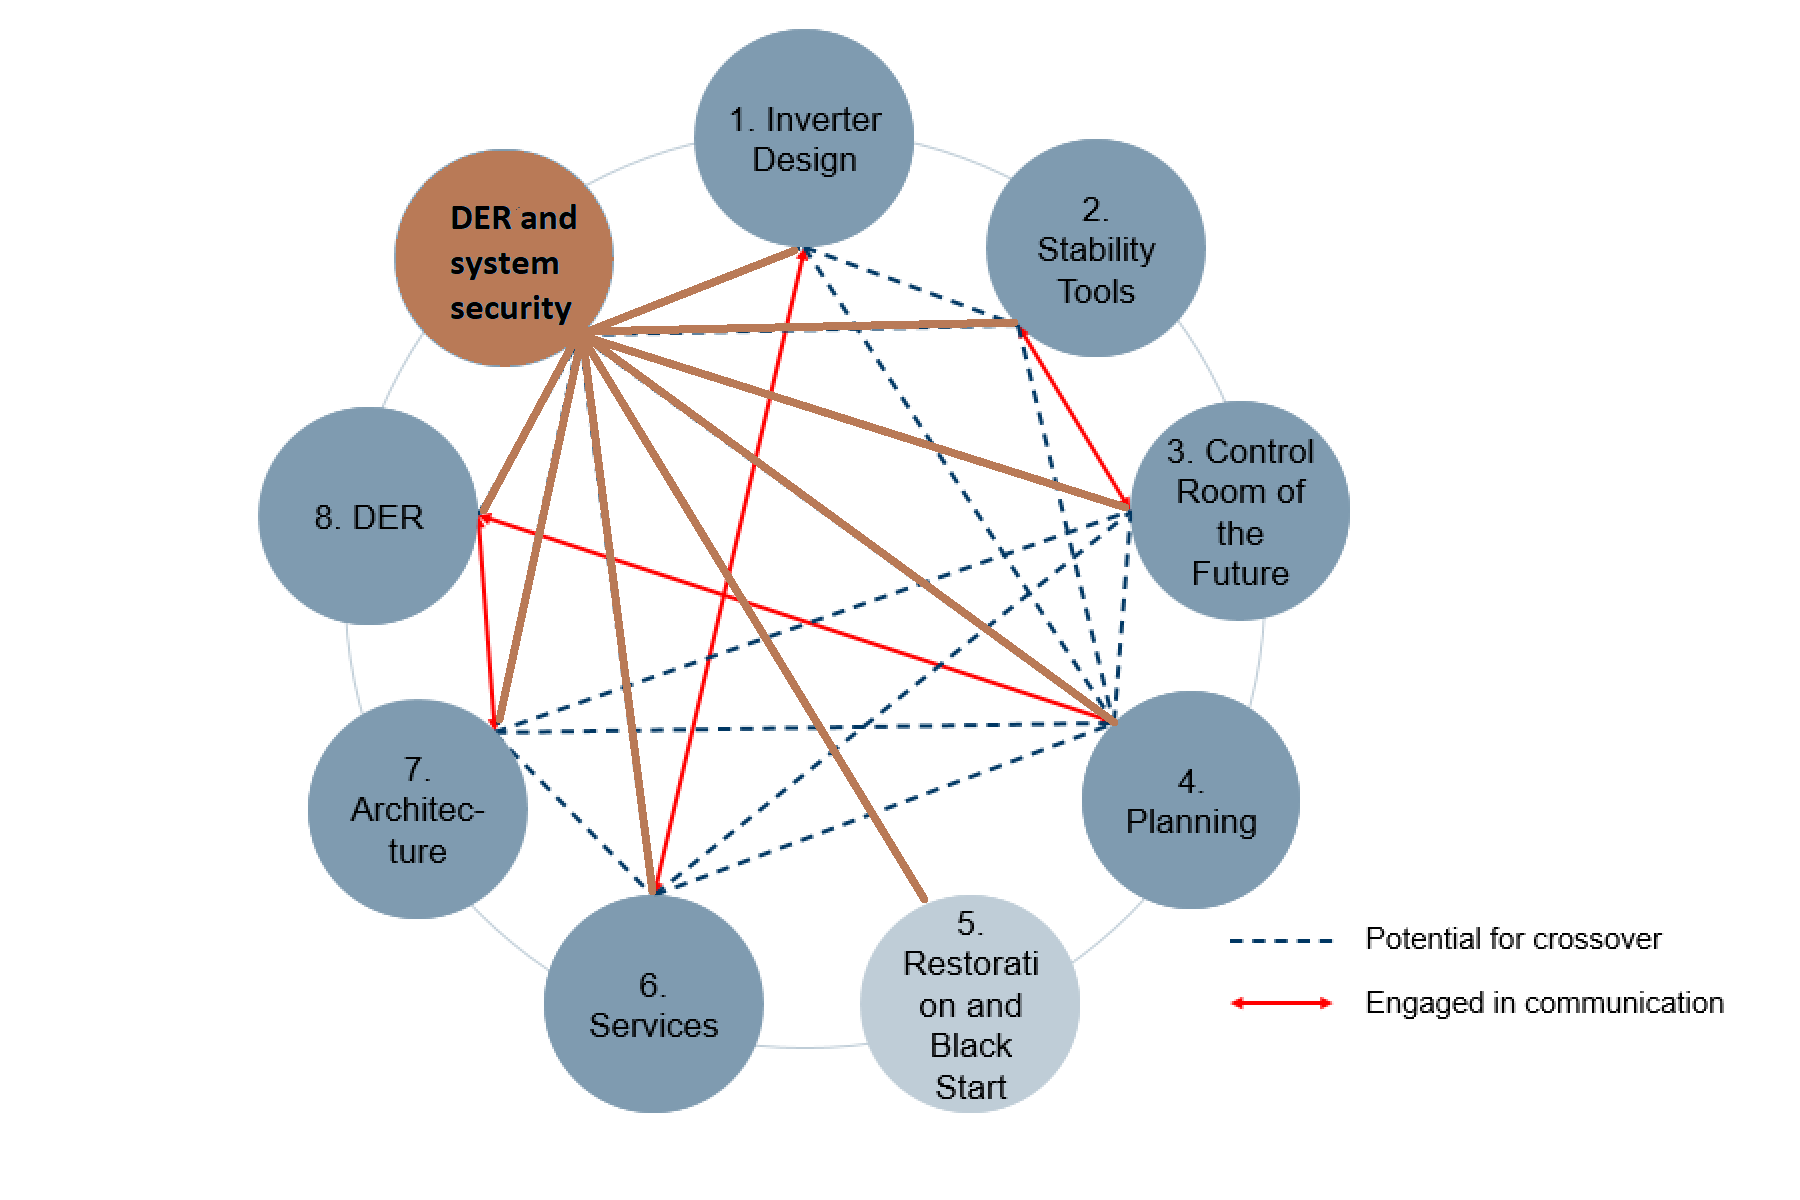 1. Inverter
Design
2.
Stability
Tools
3. Control
Room of
the
Future
4.
Planning
5.
Restorati
on and
Black
Start
6.
Services
7.
Architec-
ture
8. DER
DER and
system
security
Potential for crossover
Engaged in communication